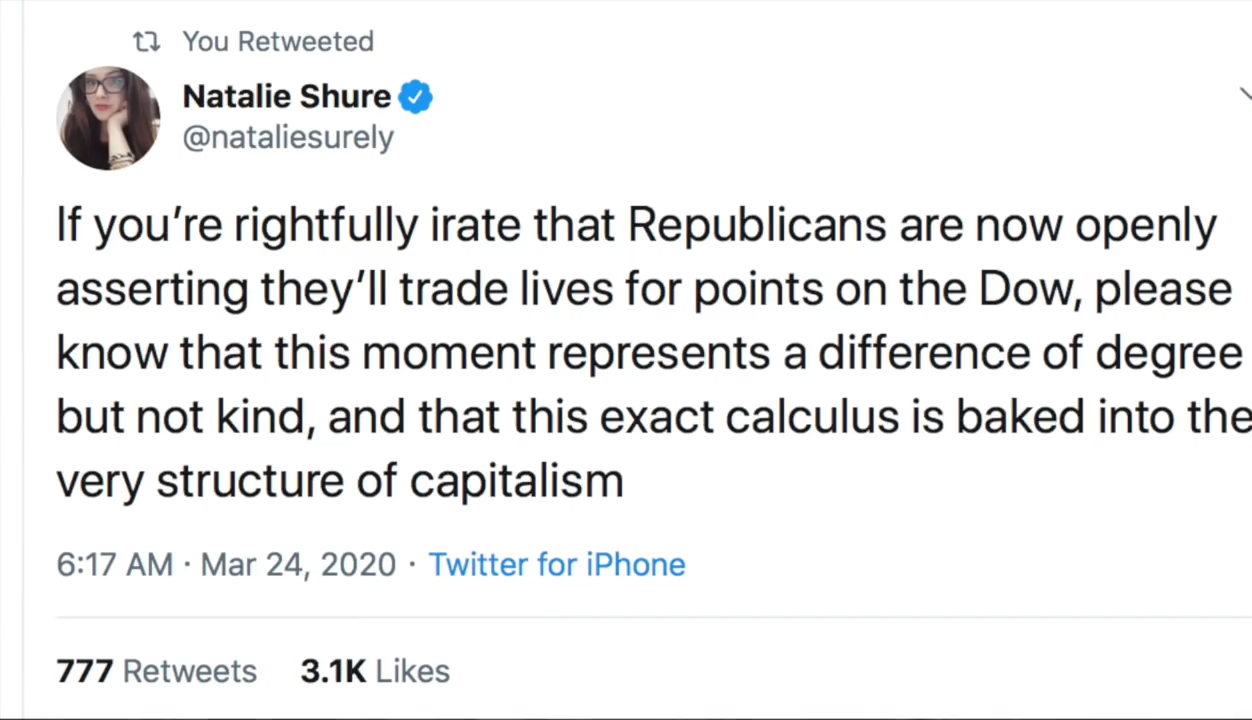 You Retweeted
Natalie Shure
@nataliesurely
If you’re rightfully irate that Republicans are now openly
asserting they’ll trade lives for points on the Dow, please
know that this moment represents a difference of degree
but not kind, and that this exact calculus is baked into the
very structure of capitalism
6:17 AM · Mar 24, 2020 · Twitter for iPhone
777 Retweets 3.1K Likes